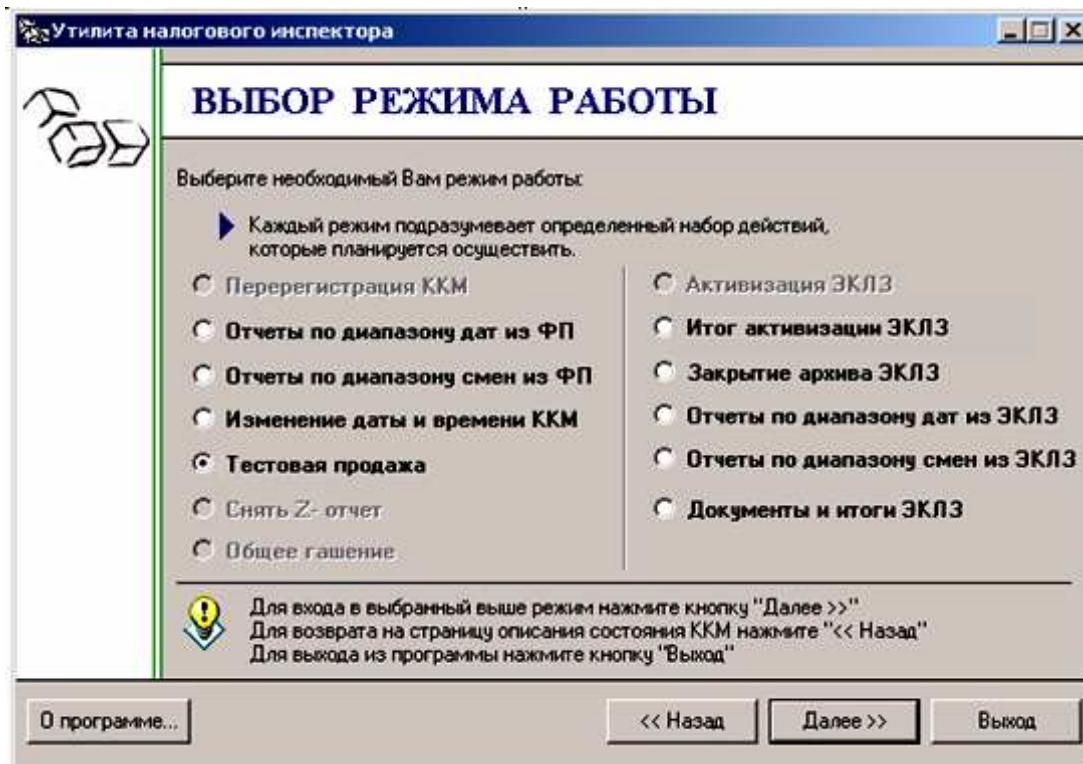 Утилита налогового инспектора
ВЫБОР РЕЖИМА РАБОТЫ
Выберите необходимый Вам режим работы:
Каждый режим подразумевает определенный набор действий,
которые планируется осуществить.
Перерегистрация ККМ
Отчеты по диапазону дат из ФП
Отчеты по диапазону смен из ФП
Изменение даты и времени ККМ
Тестовая продажа
Снять Z- отчет
Общее гашение
Активизация ЭКЛЗ
Итог активизации ЭКЛЗ
Закрытие архива ЭКЛЗ
Отчеты по диапазону дат из ЭКЛЗ
Отчеты по диапазону смен из ЭКЛЗ
Документы и итоги ЭКЛЗ
Для входа в выбранный выше режим нажмите кнопку "Далее >>"
Для возврата на страницу описания состояния ККМ нажмите "<< Назад"
Для выхода из программы нажмите кнопку "Выход"
О программе...
<< Назад
Далее >>
Выход